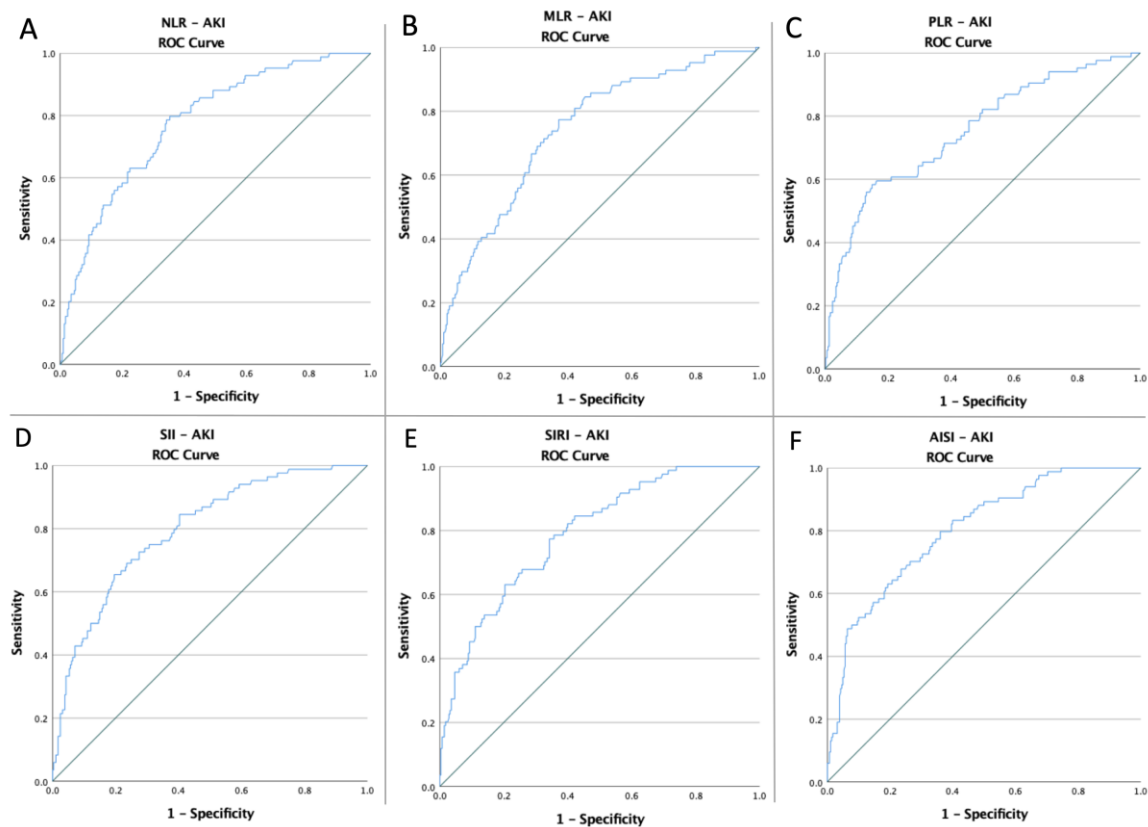 A
NLR – AKI
ROC Curve
1.0
0.8
0.6
0.4
0.2
0.0
Sensitivity
0.0 0.2 0.4 0.6 0.8 1.0
1 – Specificity
B
MLR – AKI
ROC Curve
1.0
0.8
0.6
0.4
0.2
0.0
Sensitivity
0.0 0.2 0.4 0.6 0.8 1.0
1 – Specificity
C
PLR – AKI
ROC Curve
1.0
0.8
0.6
0.4
0.2
0.0
Sensitivity
0.0 0.2 0.4 0.6 0.8 1.0
1 – Specificity
D
SII – AKI
ROC Curve
1.0
0.8
0.6
0.4
0.2
0.0
Sensitivity
0.0 0.2 0.4 0.6 0.8 1.0
1 – Specificity
E
SIRI – AKI
ROC Curve
1.0
0.8
0.6
0.4
0.2
0.0
Sensitivity
0.0 0.2 0.4 0.6 0.8 1.0
1 – Specificity
F
AISI – AKI
ROC Curve
1.0
0.8
0.6
0.4
0.2
0.0
Sensitivity
0.0 0.2 0.4 0.6 0.8 1.0
1 – Specificity